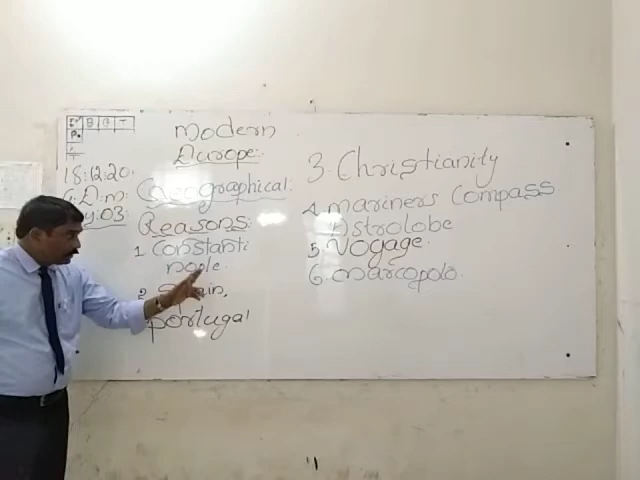 B G T
Modern
Europe:
18:12:20.
Geographical
Reasons:
1 Constanti
nople.
2. Spain,
portugal
3. Christianity
4. mariners Compass
Astrolobe
5. Voyage.
6. marcopolo.